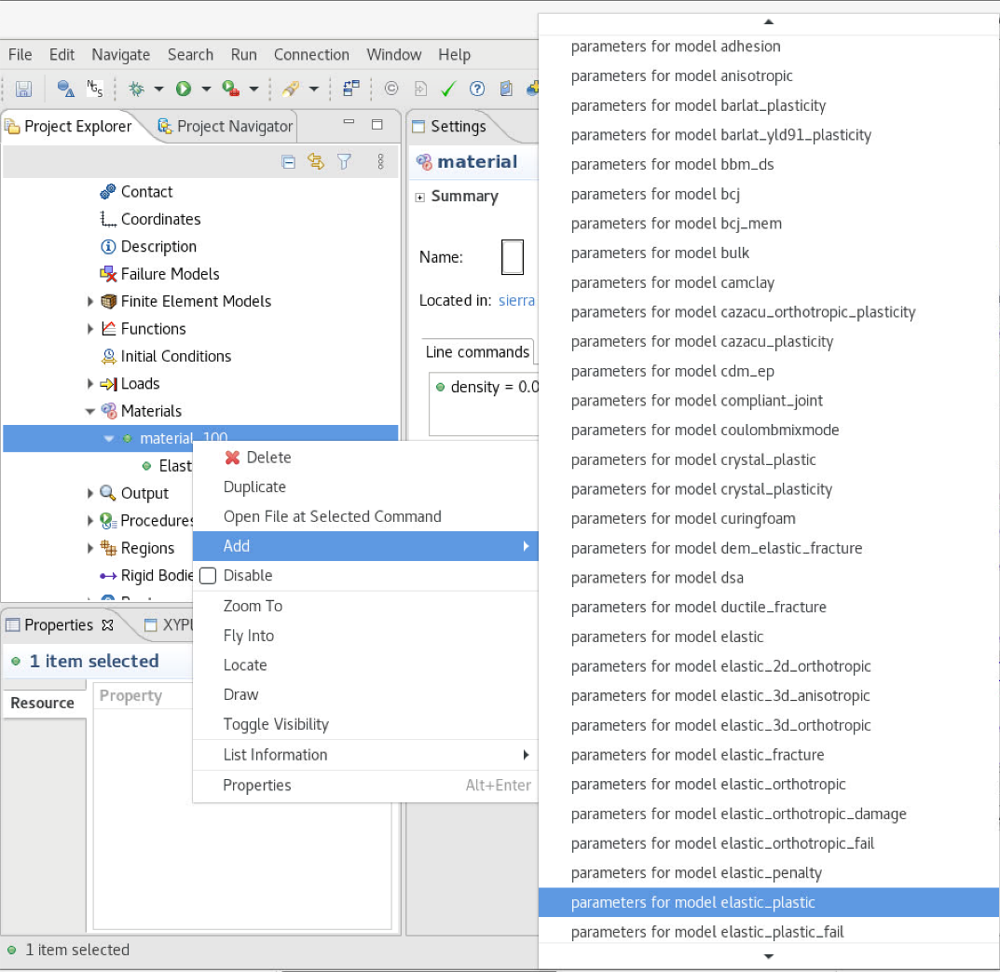 File Edit Navigate Search Run Connection Window Help
Project Explorer
Project Navigator
Contact
Coordinates
Description
Failure Models
Finite Element Models
Functions
Initial Conditions
Loads
Materials
material_100
Elast
Output
Procedures
Regions
Rigid Bodie
Properties
XYPL
1 item selected
Resource
Property
1 item selected
Settings
material
Summary
Name:
Located in: sierra
Line commands
density = 0.0
Delete
Duplicate
Open File at Selected Command
Add
Disable
Zoom To
Fly Into
Locate
Draw
Toggle Visibility
List Information
Properties Alt+Enter
parameters for model adhesion
parameters for model anisotropic
parameters for model barlat_plasticity
parameters for model barlat_yld91_plasticity
parameters for model bbm_ds
parameters for model bcj
parameters for model bcj_mem
parameters for model bulk
parameters for model camclay
parameters for model cazacu_orthotropic_plasticity
parameters for model cazacu_plasticity
parameters for model cdm_ep
parameters for model compliant_joint
parameters for model coulombmixmode
parameters for model crystal_plastic
parameters for model crystal_plasticity
parameters for model curingfoam
parameters for model dem_elastic_fracture
parameters for model dsa
parameters for model ductile_fracture
parameters for model elastic
parameters for model elastic_2d_orthotropic
parameters for model elastic_3d_anisotropic
parameters for model elastic_3d_orthotropic
parameters for model elastic_fracture
parameters for model elastic_orthotropic
parameters for model elastic_orthotropic_damage
parameters for model elastic_orthotropic_fail
parameters for model elastic_penalty
parameters for model elastic_plastic
parameters for model elastic_plastic_fail